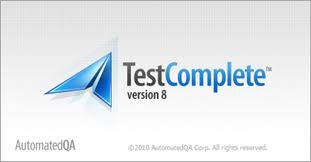 TestComplete™
version 8
AutomatedQA
©2010 AutomatedQA Corp. All rights reserved.